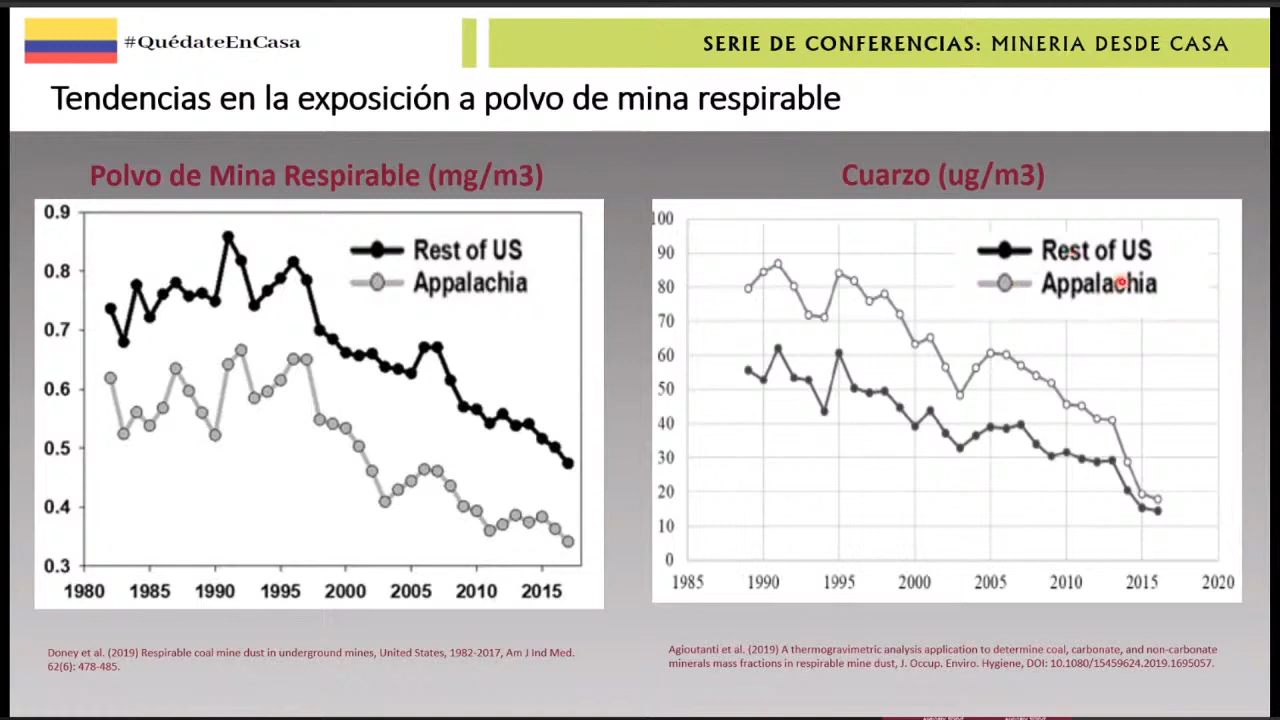 #QuédateEnCasa
SERIE DE CONFERENCIAS: MINERIA DESDE CASA
Tendencias en la exposición a polvo de mina respirable
Polvo de Mina Respirable (mg/m3)
0.9
0.8
0.7
0.6
0.5
0.4
0.3
Rest of US
Appalachia
1980 1985 1990 1995 2000 2005 2010 2015
Doney et al. (2019) Respirable coal mine dust in underground mines, United States, 1982-2017, Am J Ind Med.
62(6): 478-485.
Cuarzo (ug/m3)
100
90
80
70
60
50
40
30
20
10
0
Rest of US
Appalachia
1985 1990 1995 2000 2005 2010 2015 2020
Agioutanti et al. (2019) A thermogravimetric analysis application to determine coal, carbonate, and non-carbonate
minerals mass fractions in respirable mine dust, J. Occup. Enviro. Hygiene, DOI: 10.1080/15459624.2019.1695057.